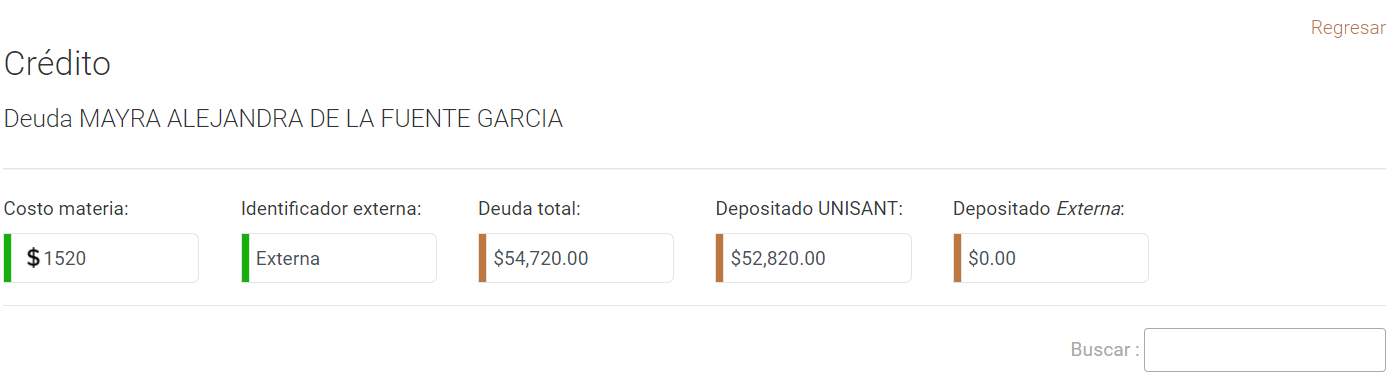 Regresar
Crédito
Deuda MAYRA ALEJANDRA DE LA FUENTE GARCIA
Costo materia: Identificador externa: Deuda total: Depositado UNISANT: Depositado Externa:
$ 1520 Externa $54,720.00 $52,820.00 $0.00
Buscar :